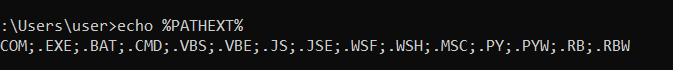 :\Users\user>echo %PATHEXT%
COM;.EXE;.BAT;.CMD;.VBS;.VBE;.JS;.JSE;.WSF;.WSH;.MSC;.PY;.PYW;.RB;.RBW